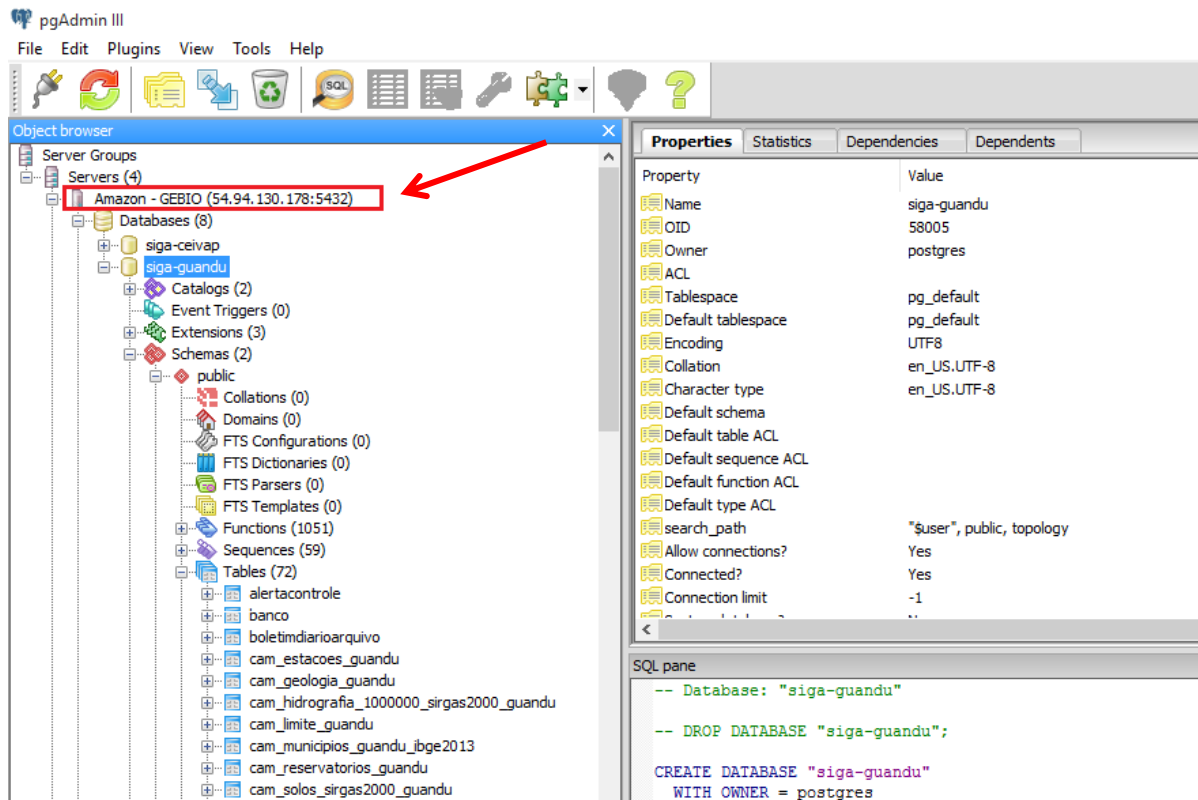 pgAdmin III
File Edit Plugins View Tools Help
SQL
Object browser
Server Groups
Servers (4)
Amazon - GEBIO (54.94.130.178:5432)
Databases (8)
siga-ceivap
siga-guandu
Catalogs (2)
Event Triggers (0)
Extensions (3)
Schemas (2)
public
Collations (0)
Domains (0)
FTS Configurations (0)
FTS Dictionaries (0)
FTS Parsers (0)
FTS Templates (0)
Functions (1051)
Sequences (59)
Tables (72)
alertacontrole
banco
boletimdiarioarquivo
cam_estacoes_guandu
cam_geologia_guandu
cam_hidrografia_1000000_sirgas2000_guandu
cam_limite_guandu
cam_municipios_guandu_ibge2013
cam_reservatorios_guandu
cam_solos_sirgas2000_guandu
Properties Statistics Dependencies Dependents
Property Value
Name siga-guandu
OID 58005
Owner postgres
ACL
Tablespace pg_default
Default tablespace pg_default
Encoding UTF8
Collation en_US.UTF-8
Character type en_US.UTF-8
Default schema
Default table ACL
Default sequence ACL
Default function ACL
Default type ACL
search_path "$user", public, topology
Allow connections? Yes
Connected? Yes
Connection limit -1
SQL pane
-- Database: "siga-guandu"
-- DROP DATABASE "siga-guandu";
CREATE DATABASE "siga-guandu"
WITH OWNER = postgres